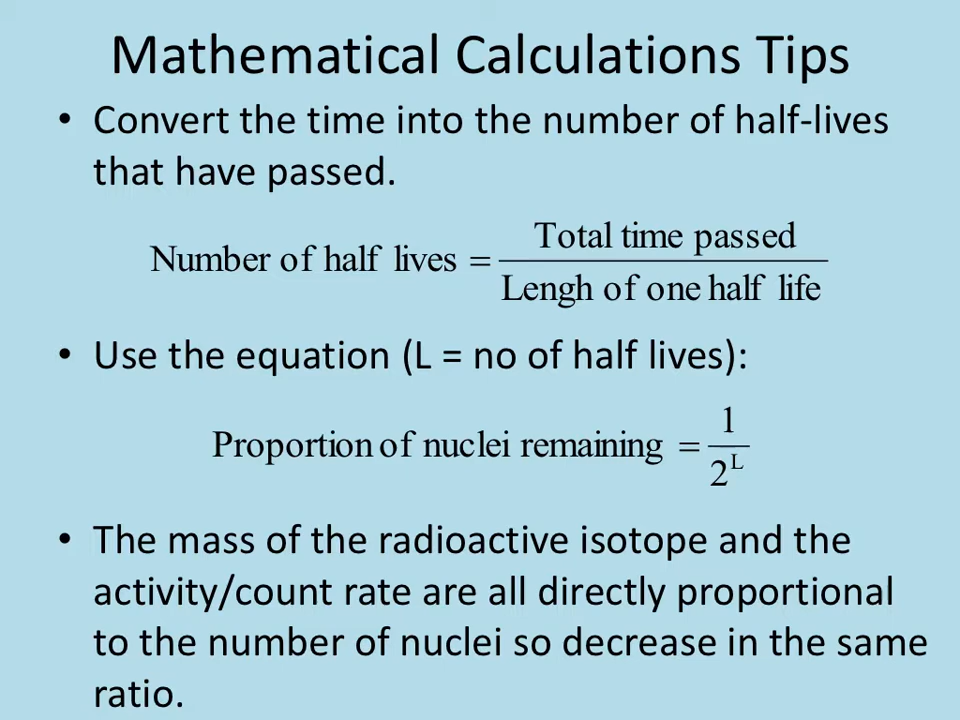 Mathematical Calculations Tips
• Convert the time into the number of half-lives
that have passed.
Number of half lives = Total time passed / Lengh of one half life
• Use the equation (L = no of half lives):
Proportion of nuclei remaining = 1 / 2^L
• The mass of the radioactive isotope and the
activity/count rate are all directly proportional
to the number of nuclei so decrease in the same
ratio.